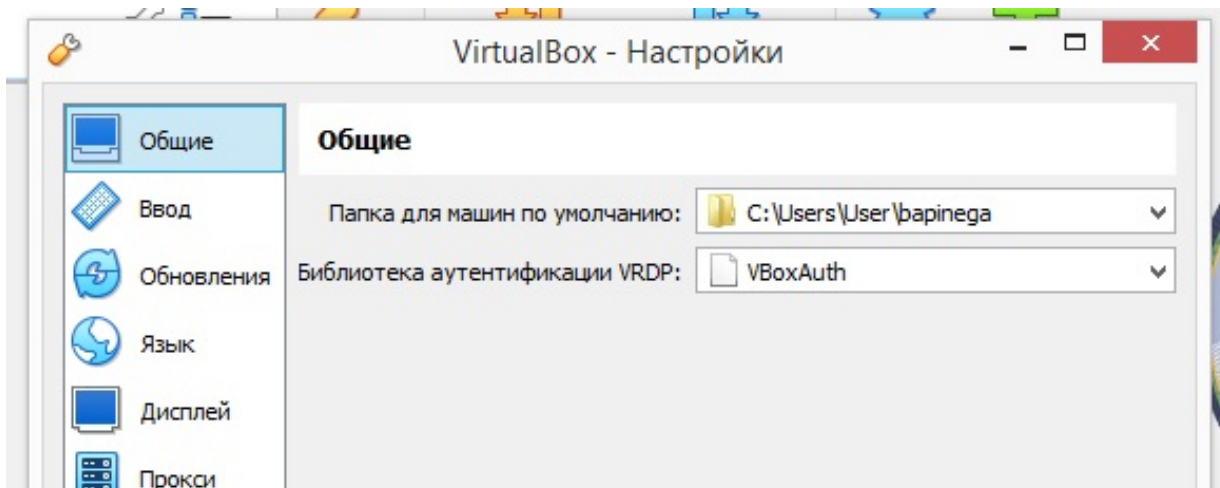 VirtualBox - Настройки
Общие
Общие
Ввод
Папка для машин по умолчанию: C:\Users\User\bapinega
Обновления
Библиотека аутентификации VRDP: VBoxAuth
Язык
Дисплей
Прокси